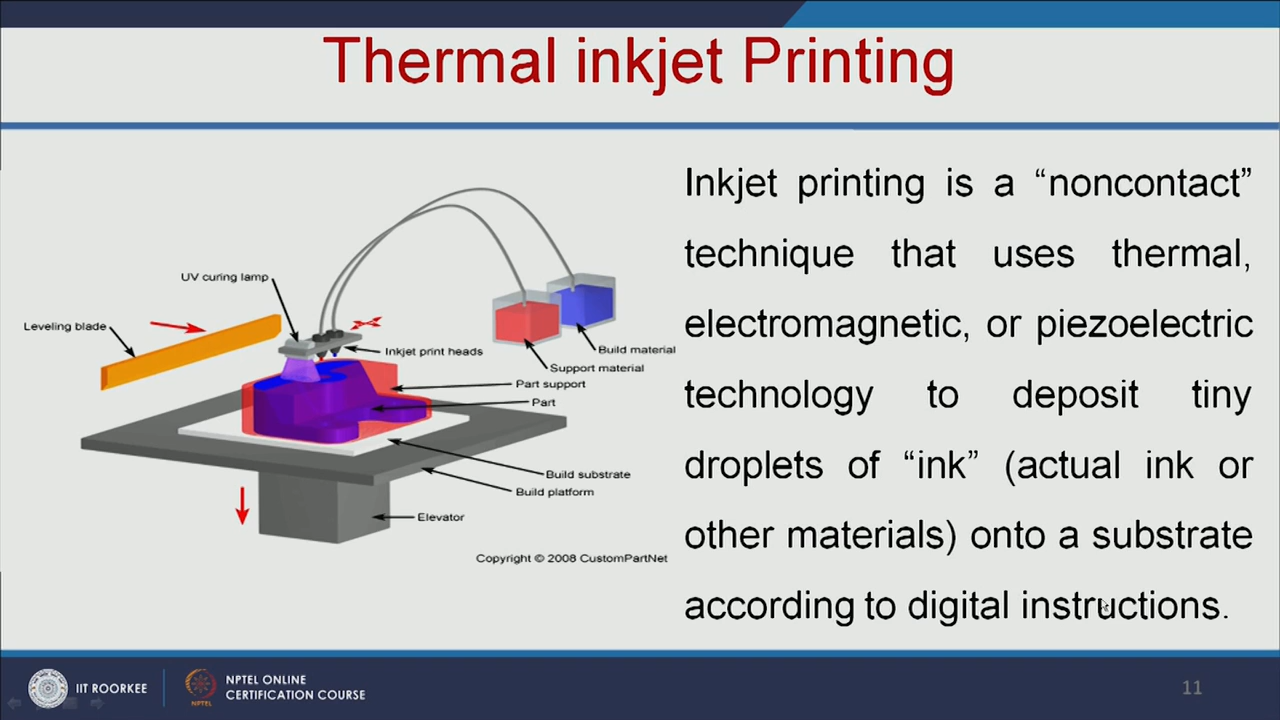 Thermal inkjet Printing
UV curing lamp
Leveling blade
Inkjet print heads
Build material
Support material
Part support
Part
Build substrate
Build platform
Elevator
Copyright © 2008 CustomPartNet
Inkjet printing is a “noncontact”
technique that uses thermal,
electromagnetic, or piezoelectric
technology to deposit tiny
droplets of “ink” (actual ink or
other materials) onto a substrate
according to digital instructions.
IIT ROORKEE
NPTEL
NPTEL ONLINE
CERTIFICATION COURSE
11